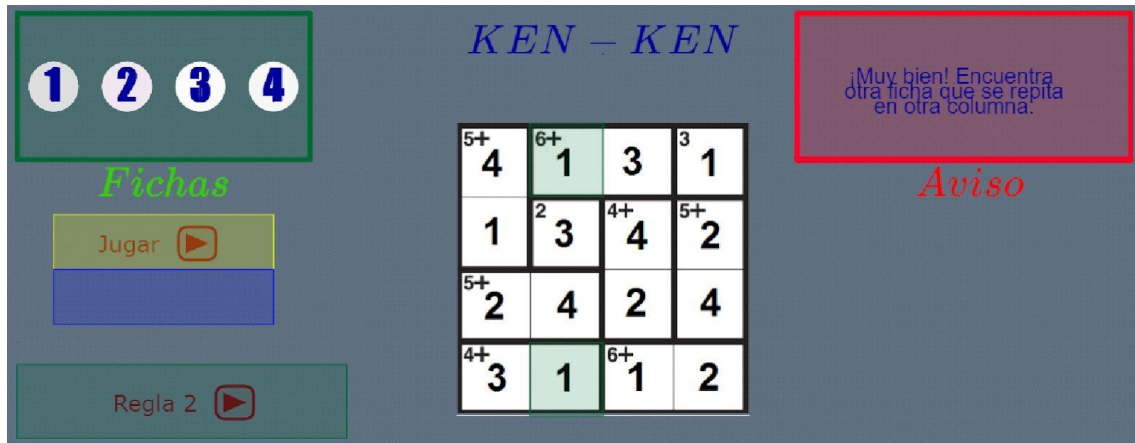 KEN – KEN
1 2 3 4
Fichas
Jugar
Regla 2
5+ 4 6+ 1 3 3 1
1 2 3 4+ 4 5+ 2
5+ 2 4 2 4
4+ 3 1 6+ 1 2
¡Muy bien! Encuentra
otra ficha que se repita
en otra columna.
Aviso